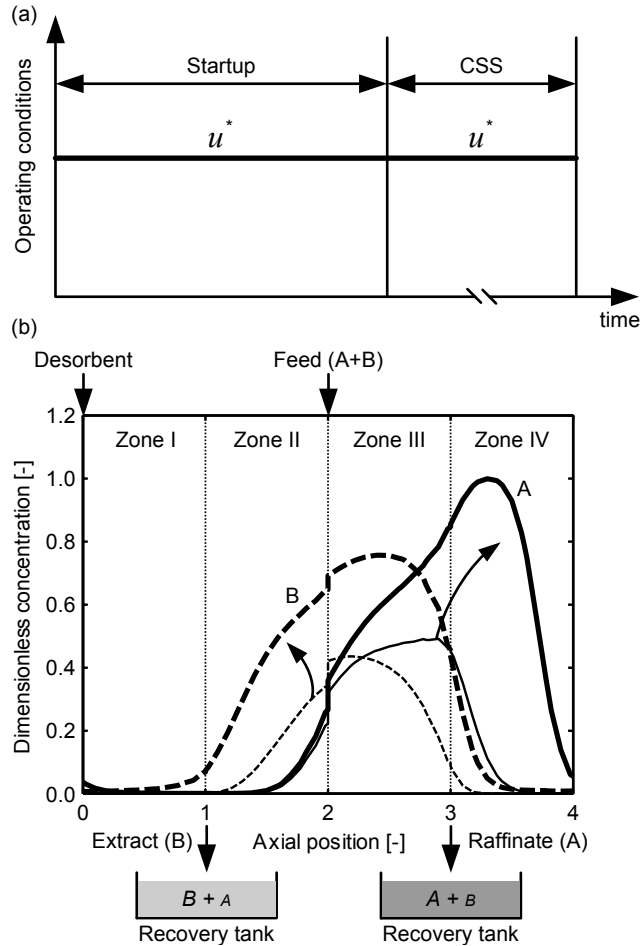 (a)
Startup
CSS
u*
u*
Operating conditions
time
(b)
Desorbent
Feed (A+B)
1.2
1.0
0.8
0.6
0.4
0.2
0.0
Dimensionless concentration [-]
Zone I
Zone II
Zone III
Zone IV
A
B
0
1
2
3
4
Extract (B)
Axial position [-]
Raffinate (A)
B + A
A + B
Recovery tank
Recovery tank